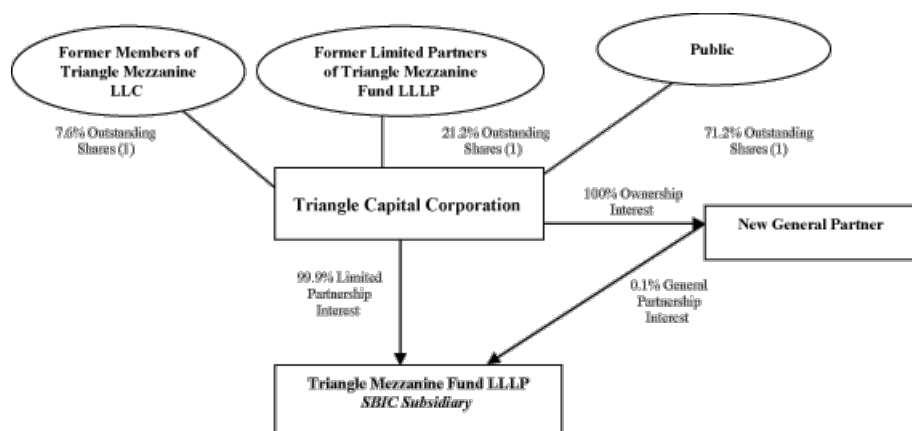 Former Members of
Triangle Mezzanine
LLC
Former Limited Partners
of Triangle Mezzanine
Fund LLLP
Public
7.6% Outstanding
Shares (1)
21.2% Outstanding
Shares (1)
71.2% Outstanding
Shares (1)
Triangle Capital Corporation
100% Ownership
Interest
New General Partner
99.9% Limited
Partnership
Interest
0.1% General
Partnership
Interest
Triangle Mezzanine Fund LLLP
SBIC Subsidiary